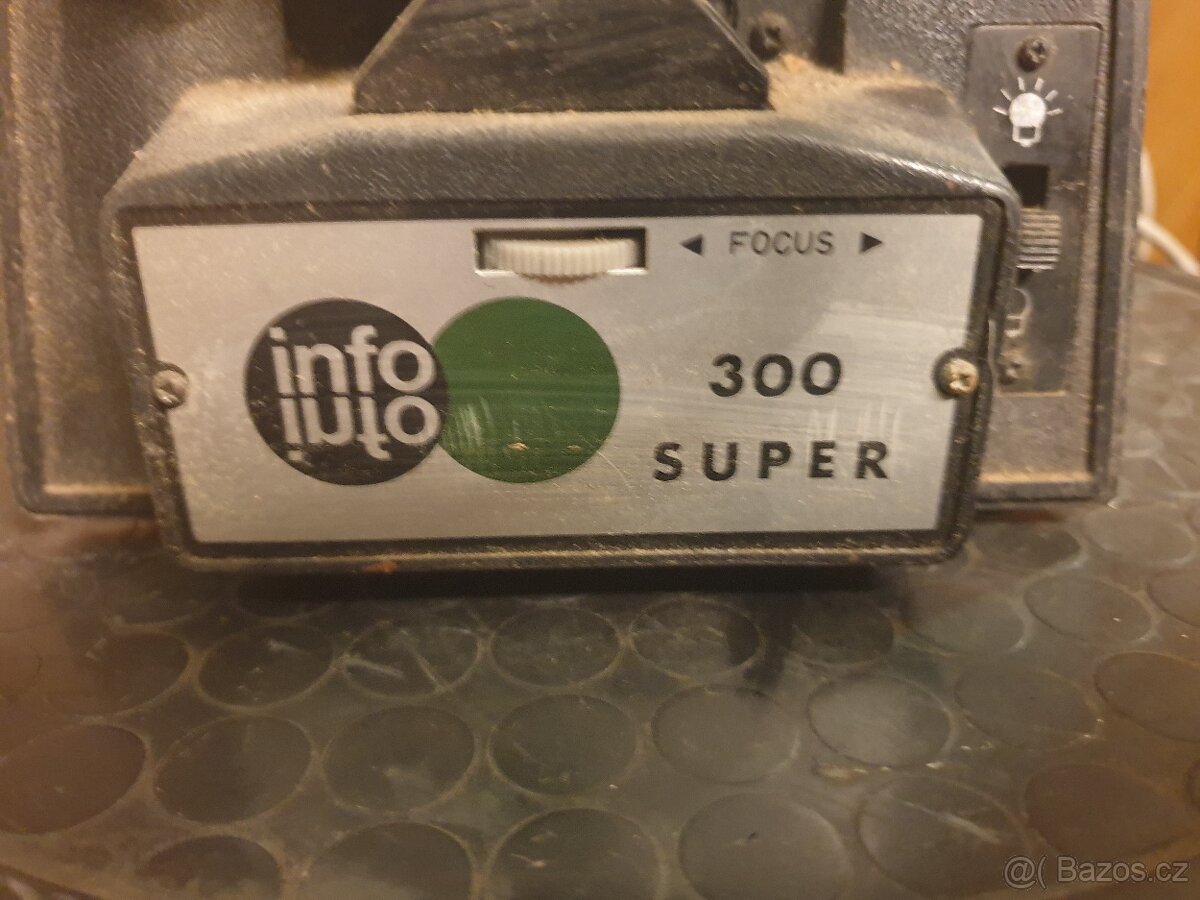 ◄ FOCUS ►
info
info
300
SUPER
@( Bazos.cz